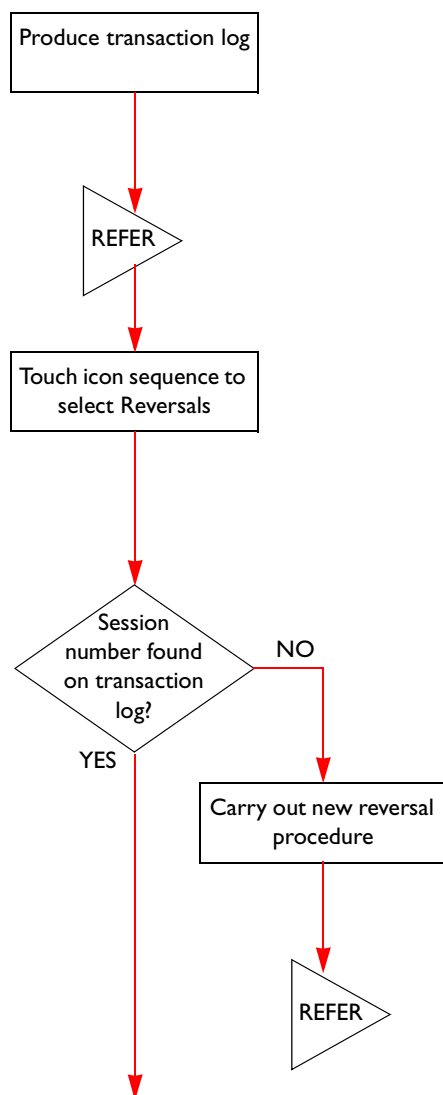 Produce transaction log
REFER
Touch icon sequence to
select Reversals
Session
number found
on transaction
log?
NO
YES
Carry out new reversal
procedure
REFER